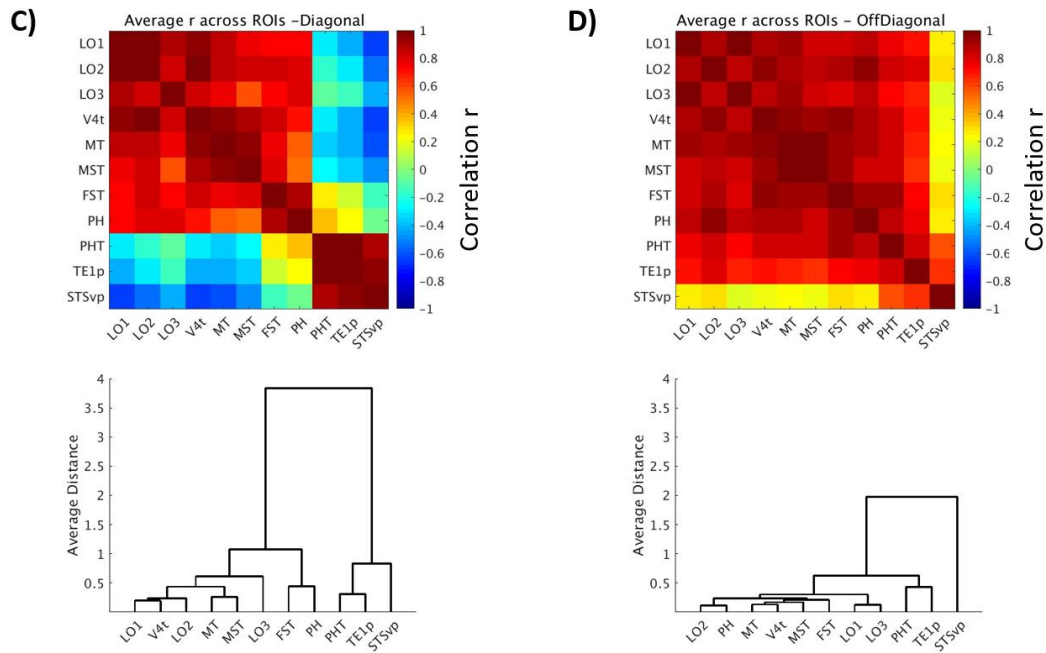 C)
Average r across ROIs –Diagonal
LO1
LO2
LO3
V4t
MT
MST
FST
PH
PHT
TE1p
STSvp
LO1 LO2 LO3 V4t MT MST FST PH PHT TE1p STSvp
1
0.8
0.6
0.4
0.2
0
-0.2
-0.4
-0.6
-0.8
-1
Correlation r
D)
Average r across ROIs – OffDiagonal
LO1
LO2
LO3
V4t
MT
MST
FST
PH
PHT
TE1p
STSvp
LO1 LO2 LO3 V4t MT MST FST PH PHT TE1p STSvp
1
0.8
0.6
0.4
0.2
0
-0.2
-0.4
-0.6
-0.8
-1
Correlation r
4
3.5
3
2.5
2
1.5
1
0.5
Average Distance
LO1 V4t LO2 MT MST LO3 FST PH PHT TE1p STSvp
4
3.5
3
2.5
2
1.5
1
0.5
Average Distance
LO2 PH MT V4t MST FST LO1 LO3 PHT TE1p STSvp